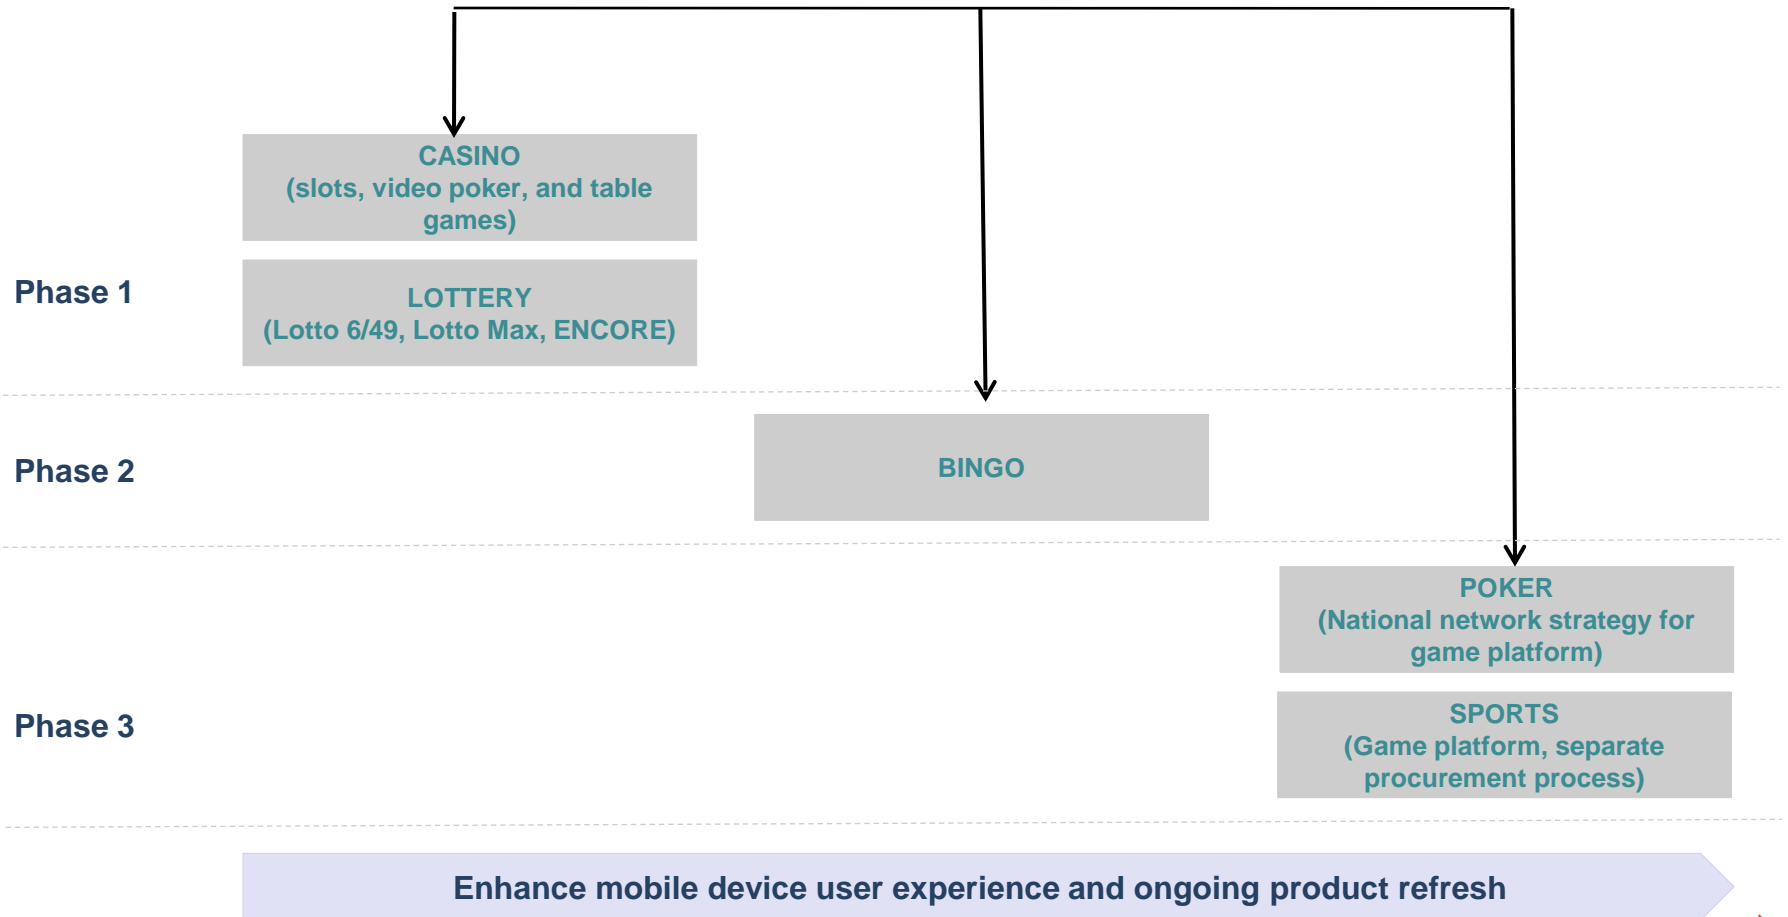 CASINO
(slots, video poker, and table
games)
Phase 1
LOTTERY
(Lotto 6/49, Lotto Max, ENCORE)
Phase 2
BINGO
POKER
(National network strategy for
game platform)
Phase 3
SPORTS
(Game platform, separate
procurement process)
Enhance mobile device user experience and ongoing product refresh